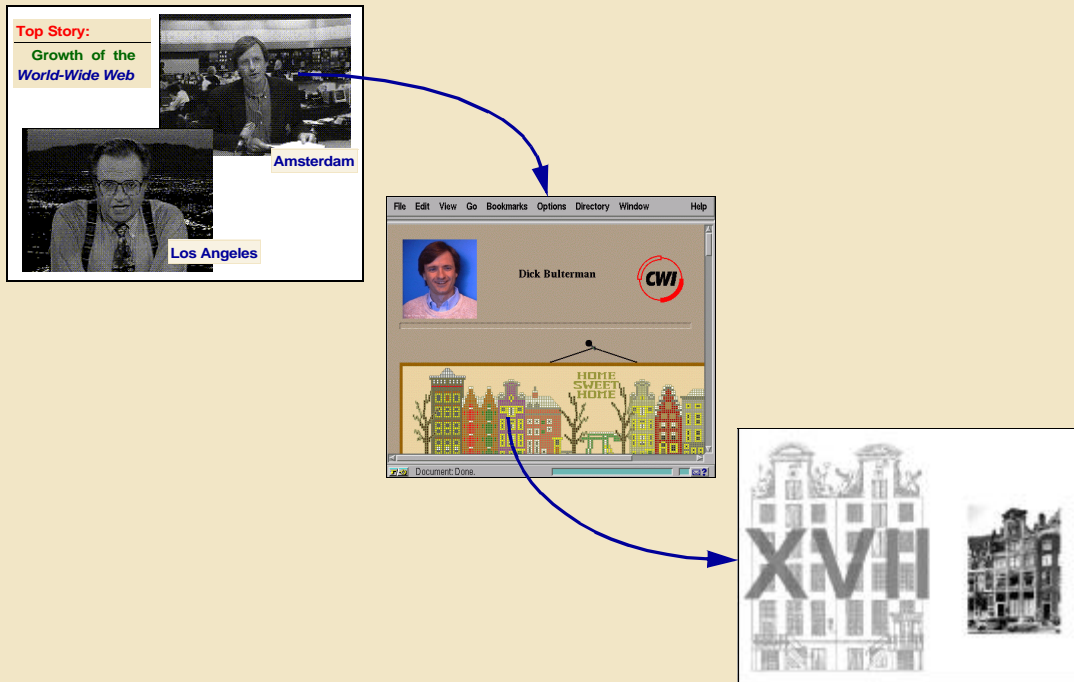 Top Story:
Growth of the
World-Wide Web
Amsterdam
Los Angeles
File Edit View Go Bookmarks Options Directory Window Help
Dick Bulterman
CWI
HOME
SWEET
HOME
Document: Done.
?
XVII